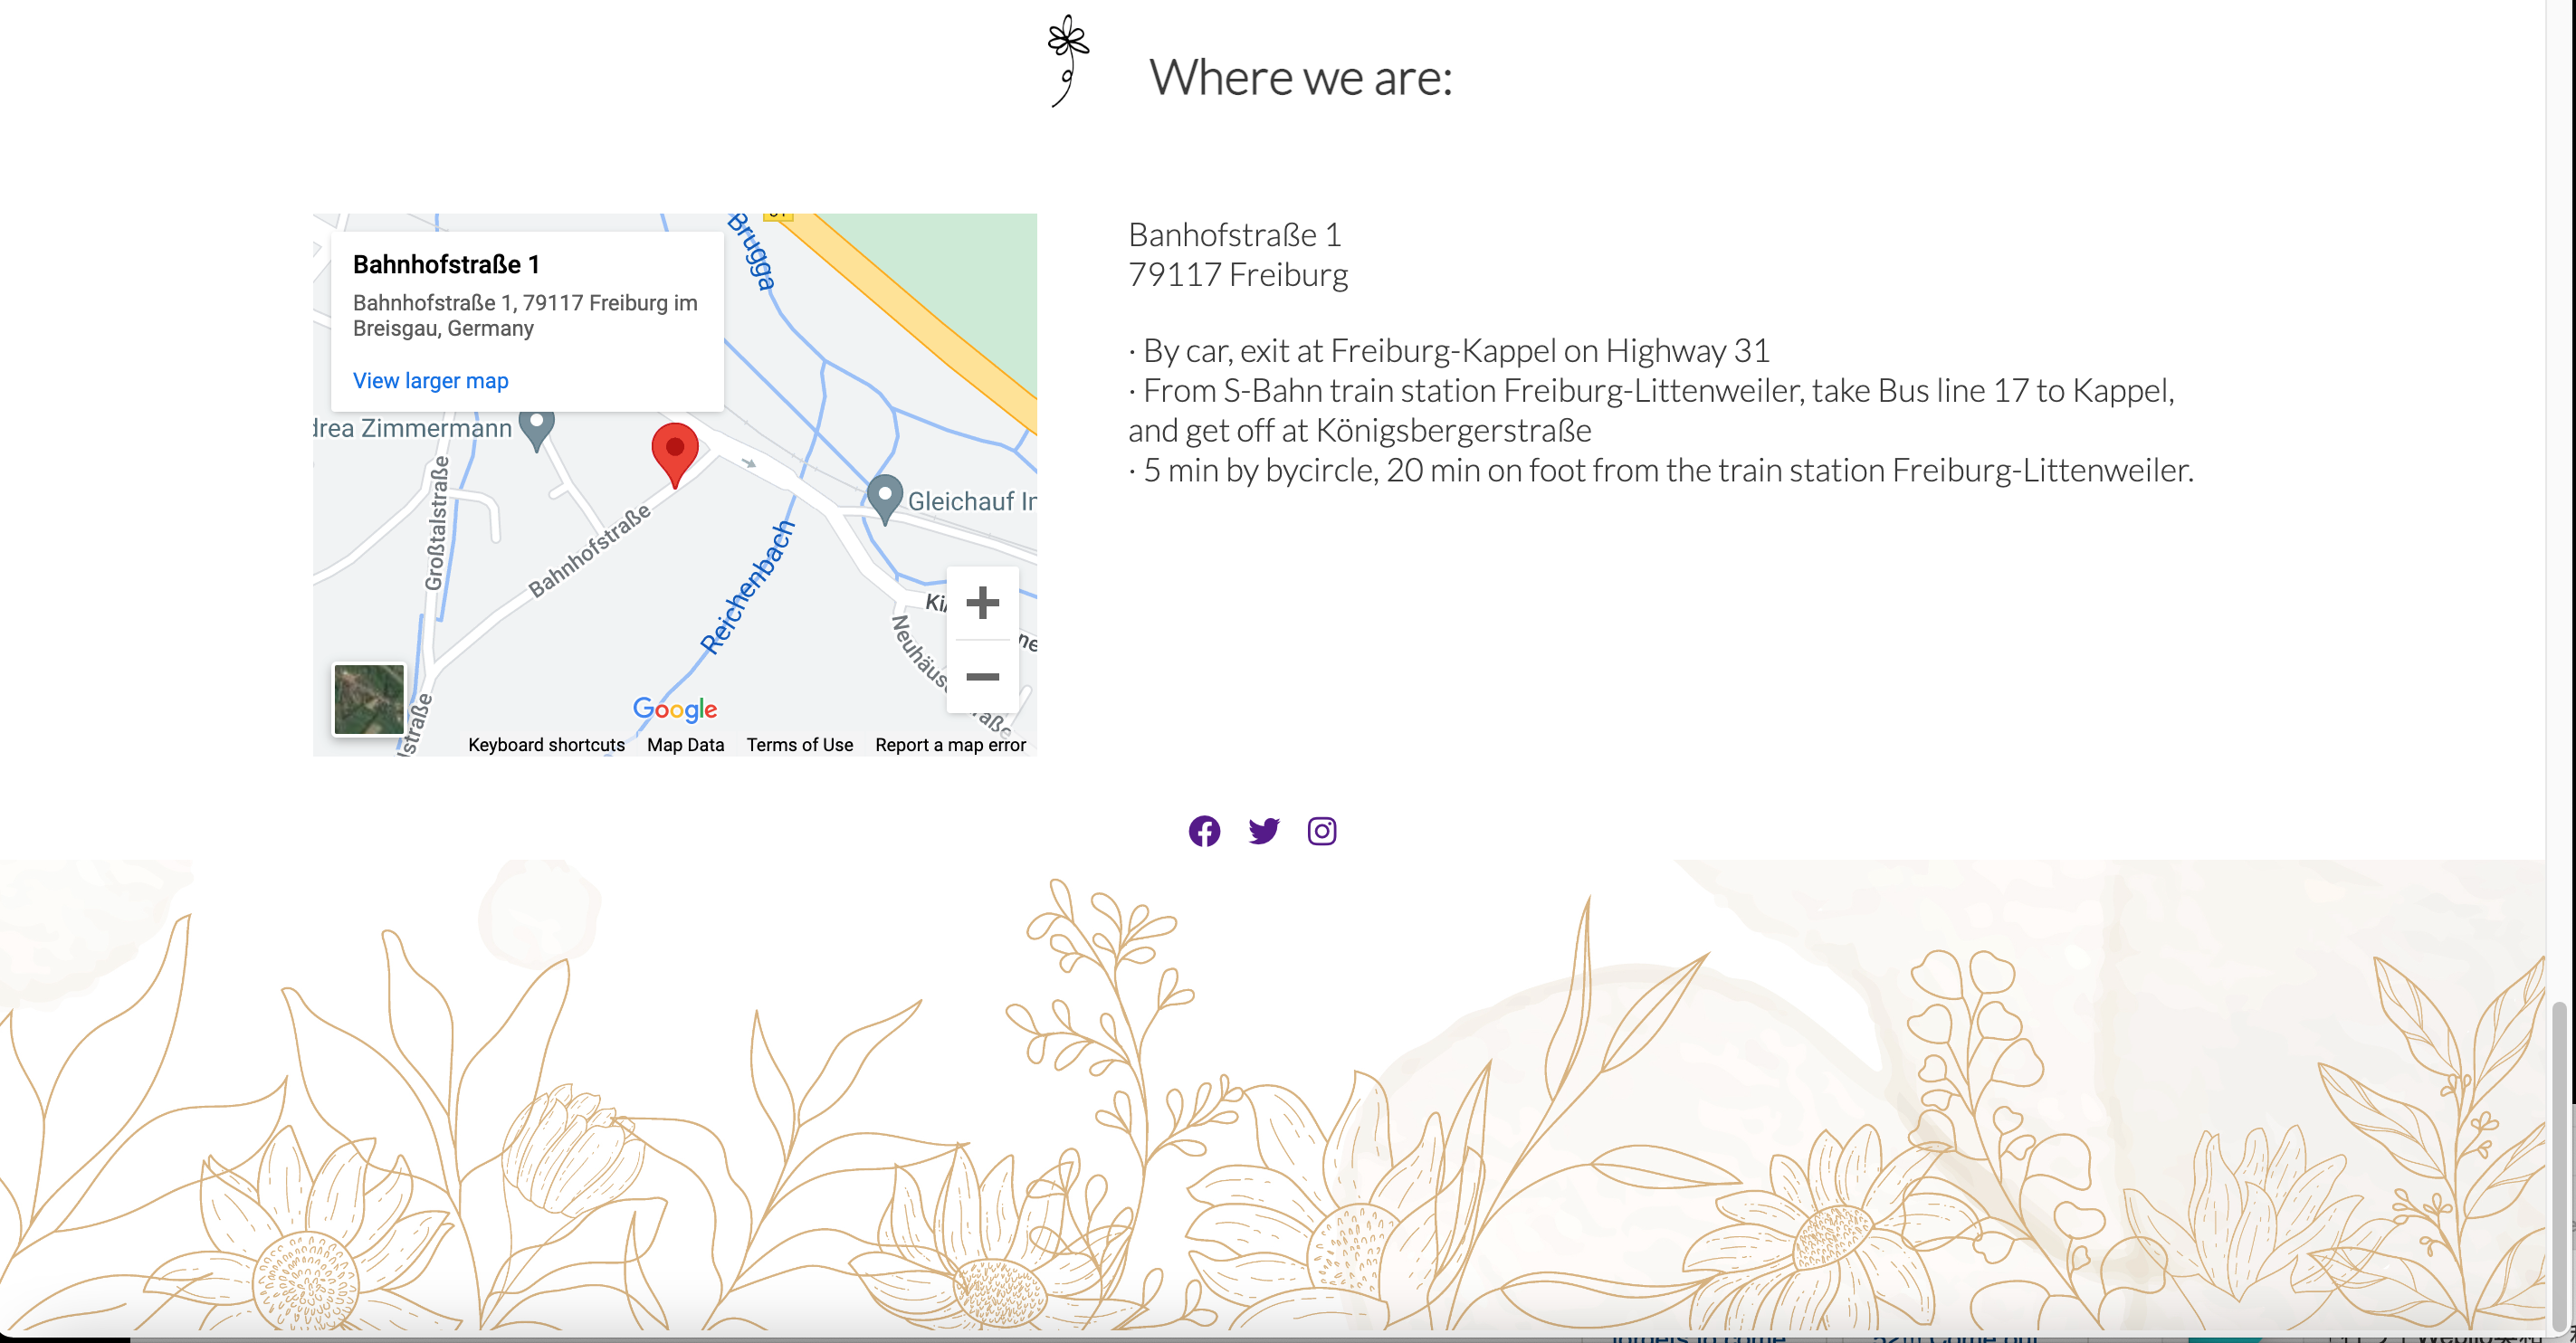 Where we are:
Bahnhofstraße 1
Bahnhofstraße 1, 79117 Freiburg im
Breisgau, Germany
View larger map
Brugga
drea Zimmermann
Großtalstraße
Bahnhofstraße
Reichenbach
Gleichauf
Neuhäus
straße
Google
Keyboard shortcuts Map Data Terms of Use Report a map error
Banhofstraße 1
79117 Freiburg
· By car, exit at Freiburg-Kappel on Highway 31
· From S-Bahn train station Freiburg-Littenweiler, take Bus line 17 to Kappel,
and get off at Königsbergerstraße
· 5 min by bycircle, 20 min on foot from the train station Freiburg-Littenweiler.